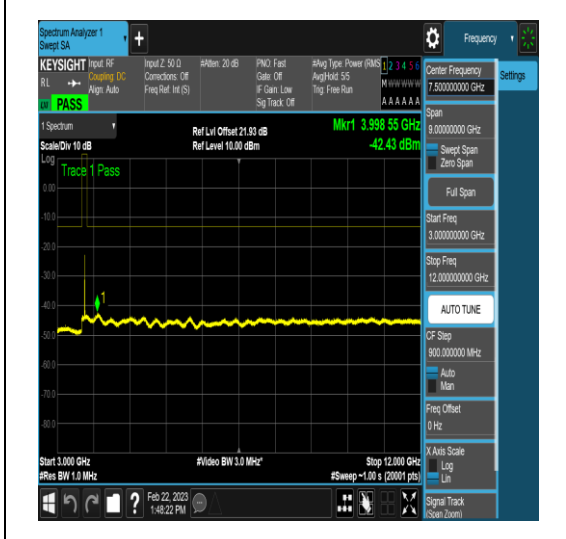 Spectrum Analyzer 1
Swept SA
Frequency
KEYSIGHT
RL
PASS
Input: RF
Coupling: DC
Align: Auto
Input Z: 50 Ω
Corrections: Off
Freq Ref: Int (S)
#Atten: 20 dB
PNO: Fast
Gate: Off
IF Gain: Low
Sig Track: Off
#Avg Type: Power (RMS
Avg|Hold: 5/5
Trig: Free Run
1 2 3 4 5 6
M W W W W W
A A A A A A
1 Spectrum
Scale/Div 10 dB
Ref Lvl Offset 21.93 dB
Ref Level 10.00 dBm
Mkr1 3.998 55 GHz
-42.43 dBm
Log
Trace 1 Pass
0.00
-10.0
-20.0
-30.0
-40.0
-50.0
-60.0
-70.0
-80.0
1
Start 3.000 GHz
#Res BW 1.0 MHz
#Video BW 3.0 MHz*
Stop 12.000 GHz
#Sweep ~1.00 s (20001 pts)
Feb 22, 2023
1:48:22 PM
Center Frequency
7.500000000 GHz
Settings
Span
9.00000000 GHz
Swept Span
Zero Span
Full Span
Start Freq
3.000000000 GHz
Stop Freq
12.000000000 GHz
AUTO TUNE
CF Step
900.000000 MHz
Auto
Man
Freq Offset
0 Hz
X Axis Scale
Log
Lin
Signal Track
(Span Zoom)